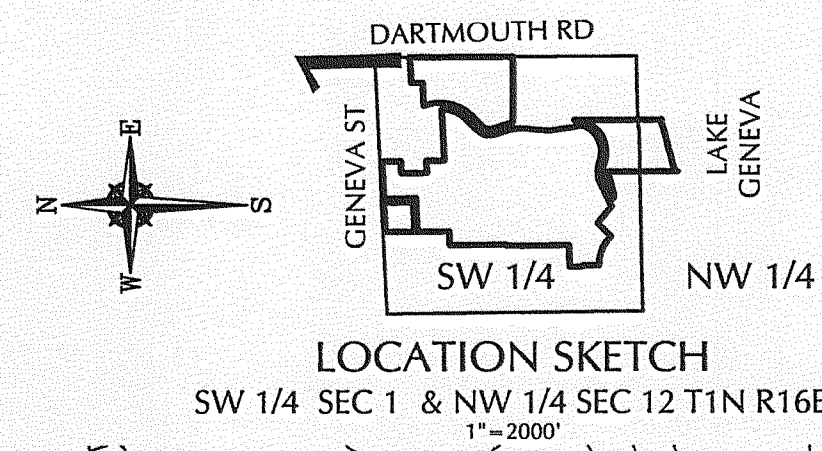 DARTMOUTH RD
GENEVA ST
LAKE
GENEVA
N
E
S
W
SW 1/4
NW 1/4
LOCATION SKETCH
SW 1/4 SEC 1 & NW 1/4 SEC 12 T1N R16E
1"=2000'